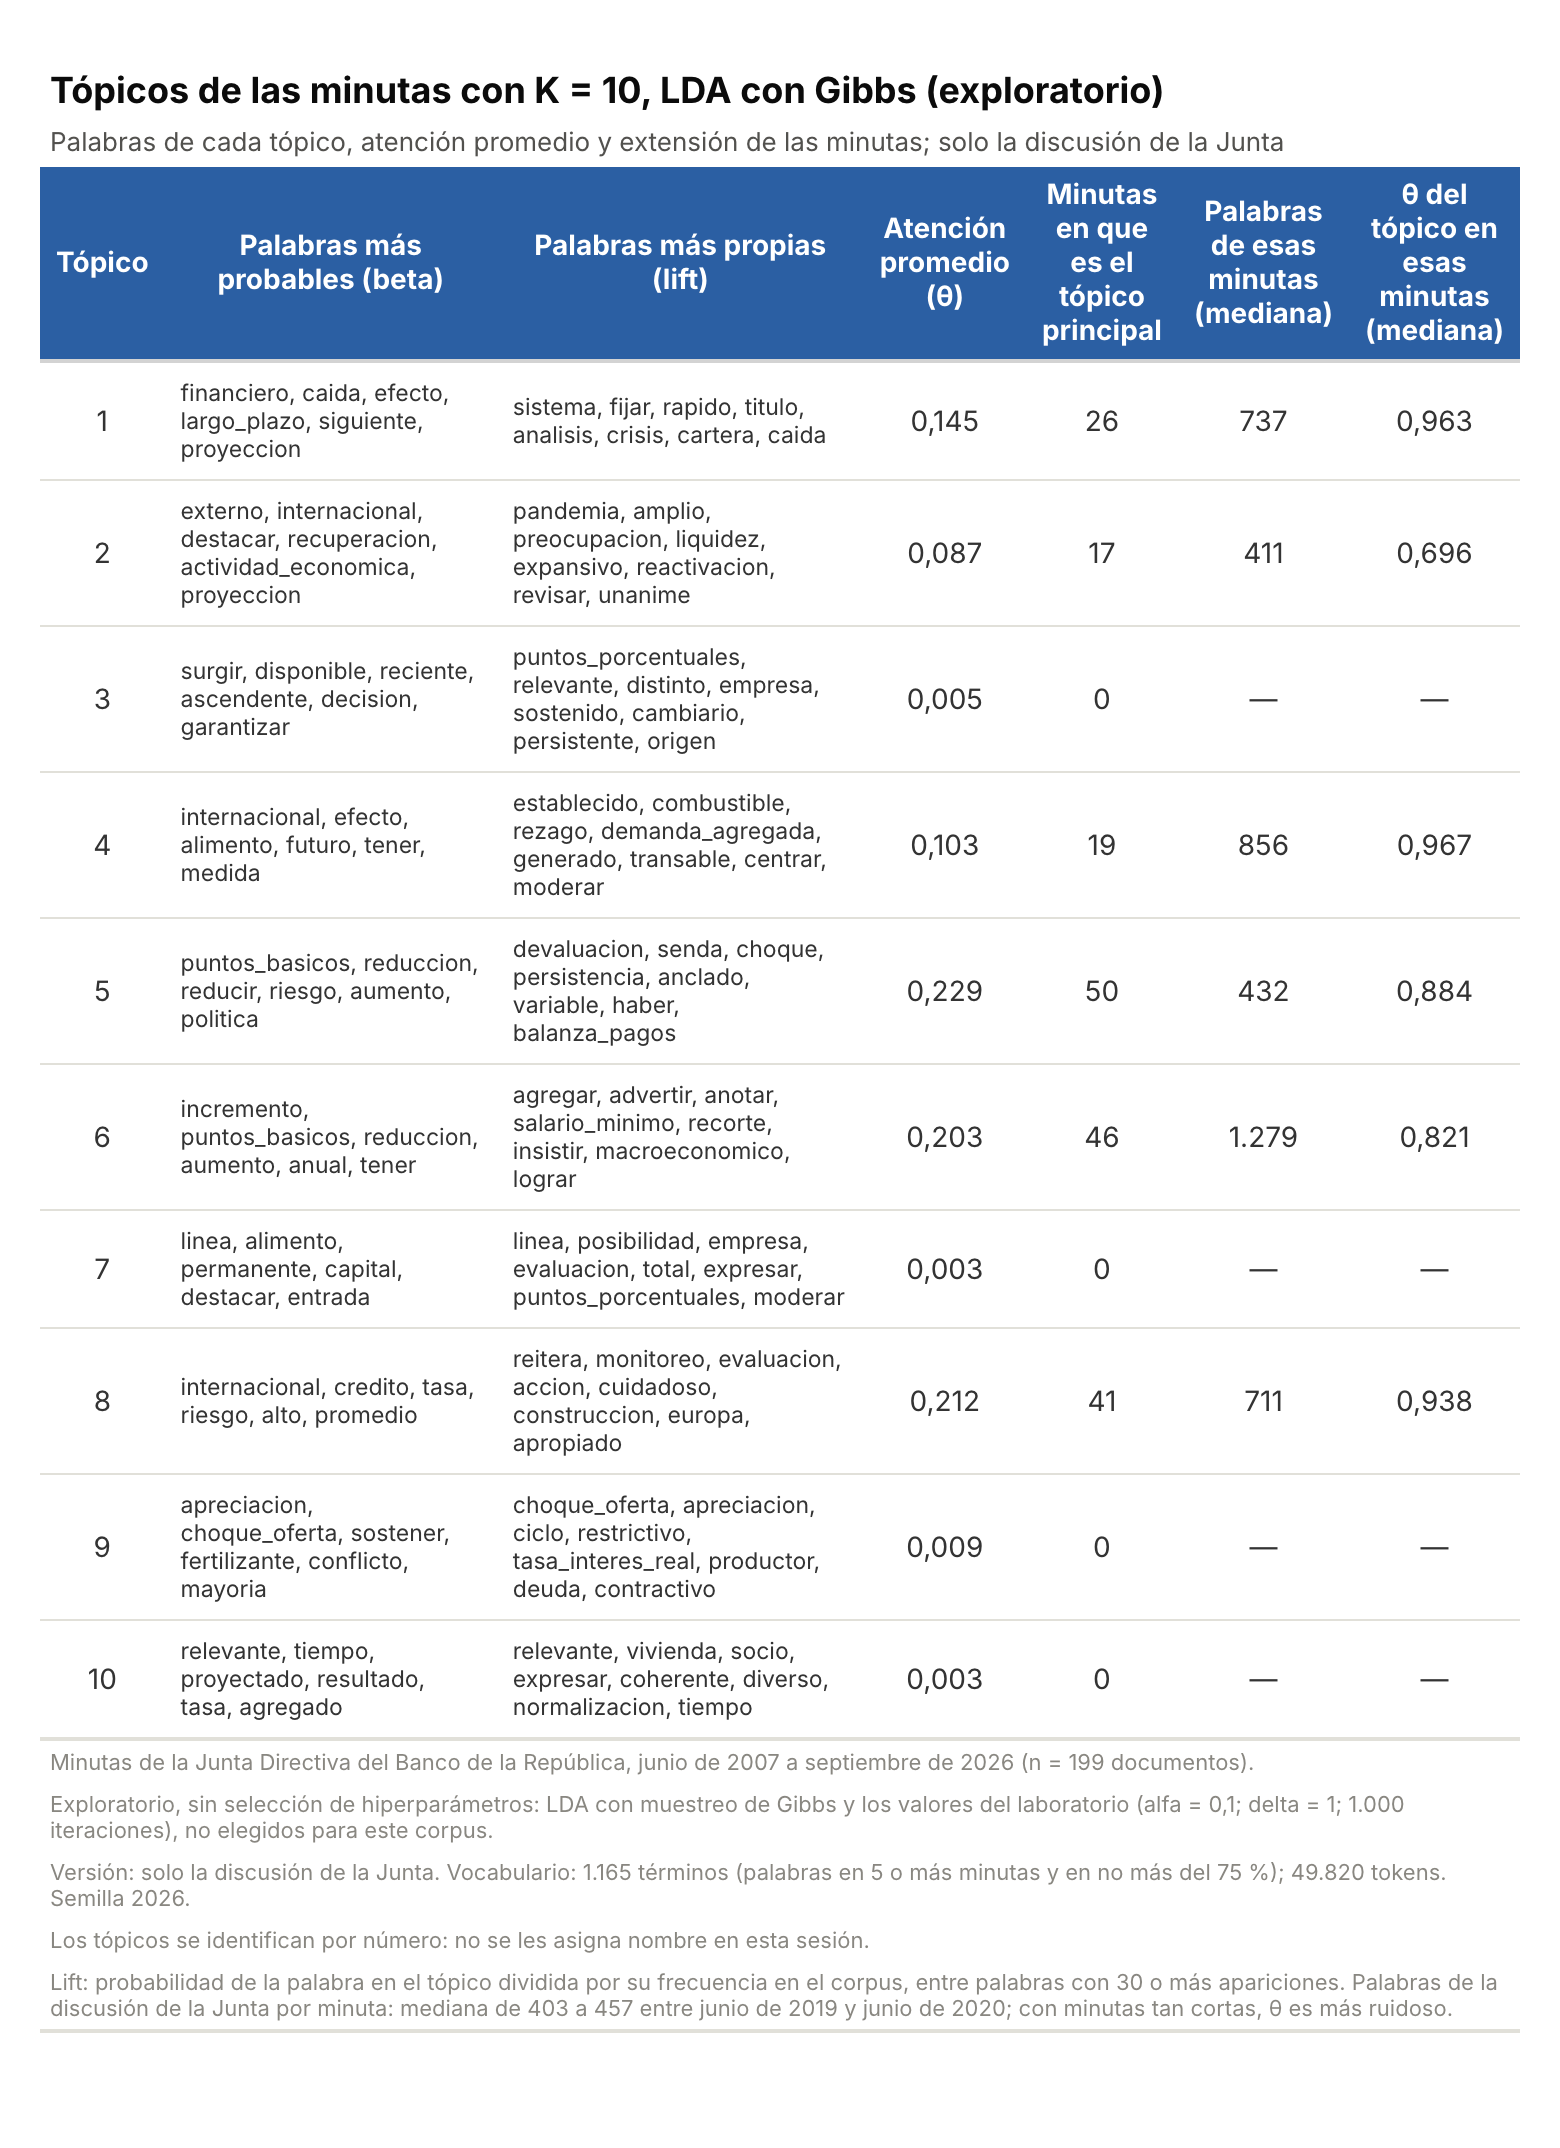 Tópicos de las minutas con K = 10, LDA con Gibbs (exploratorio)
Palabras de cada tópico, atención promedio y extensión de las minutas; solo la discusión de la Junta
Tópico
Palabras más
probables (beta)
Palabras más propias
(lift)
Atención
promedio
(θ)
Minutas
en que
es el
tópico
principal
Palabras
de esas
minutas
(mediana)
θ del
tópico en
esas
minutas
(mediana)
1
financiero, caida, efecto,
largo_plazo, siguiente,
proyeccion
sistema, fijar, rapido, titulo,
analisis, crisis, cartera, caida
0,145
26
737
0,963
2
externo, internacional,
destacar, recuperacion,
actividad_economica,
proyeccion
pandemia, amplio,
preocupacion, liquidez,
expansivo, reactivacion,
revisar, unanime
0,087
17
411
0,696
3
surgir, disponible, reciente,
ascendente, decision,
garantizar
puntos_porcentuales,
relevante, distinto, empresa,
sostenido, cambiario,
persistente, origen
0,005
0
—
—
4
internacional, efecto,
alimento, futuro, tener,
medida
establecido, combustible,
rezago, demanda_agregada,
generado, transable, centrar,
moderar
0,103
19
856
0,967
5
puntos_basicos, reduccion,
reducir, riesgo, aumento,
politica
devaluacion, senda, choque,
persistencia, anclado,
variable, haber,
balanza_pagos
0,229
50
432
0,884
6
incremento,
puntos_basicos, reduccion,
aumento, anual, tener
agregar, advertir, anotar,
salario_minimo, recorte,
insistir, macroeconomico,
lograr
0,203
46
1.279
0,821
7
linea, alimento,
permanente, capital,
destacar, entrada
linea, posibilidad, empresa,
evaluacion, total, expresar,
puntos_porcentuales, moderar
0,003
0
—
—
8
internacional, credito, tasa,
riesgo, alto, promedio
reitera, monitoreo, evaluacion,
accion, cuidadoso,
construccion, europa,
apropiado
0,212
41
711
0,938
9
apreciacion,
choque_oferta, sostener,
fertilizante, conflicto,
mayoria
choque_oferta, apreciacion,
ciclo, restrictivo,
tasa_interes_real, productor,
deuda, contractivo
0,009
0
—
—
10
relevante, tiempo,
proyectado, resultado,
tasa, agregado
relevante, vivienda, socio,
expresar, coherente, diverso,
normalizacion, tiempo
0,003
0
—
—
Minutas de la Junta Directiva del Banco de la República, junio de 2007 a septiembre de 2026 (n = 199 documentos).
Exploratorio, sin selección de hiperparámetros: LDA con muestreo de Gibbs y los valores del laboratorio (alfa = 0,1; delta = 1; 1.000
iteraciones), no elegidos para este corpus.
Versión: solo la discusión de la Junta. Vocabulario: 1.165 términos (palabras en 5 o más minutas y en no más del 75 %); 49.820 tokens.
Semilla 2026.
Los tópicos se identifican por número: no se les asigna nombre en esta sesión.
Lift: probabilidad de la palabra en el tópico dividida por su frecuencia en el corpus, entre palabras con 30 o más apariciones. Palabras de la
discusión de la Junta por minuta: mediana de 403 a 457 entre junio de 2019 y junio de 2020; con minutas tan cortas, θ es más ruidoso.